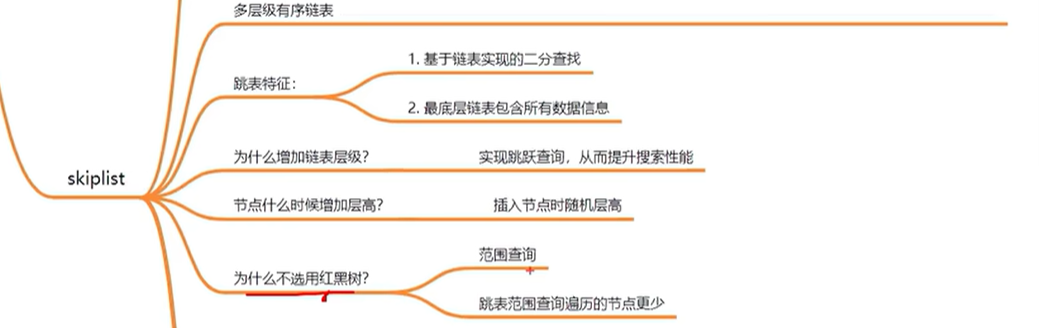 多层级有序链表
跳表特征：
1. 基于链表实现的二分查找
2. 最底层链表包含所有数据信息
为什么增加链表层级？
实现跳跃查询，从而提升搜索性能
skiplist
节点什么时候增加层高？
插入节点时随机层高
为什么不选用红黑树？
范围查询
跳表范围查询遍历的节点更少